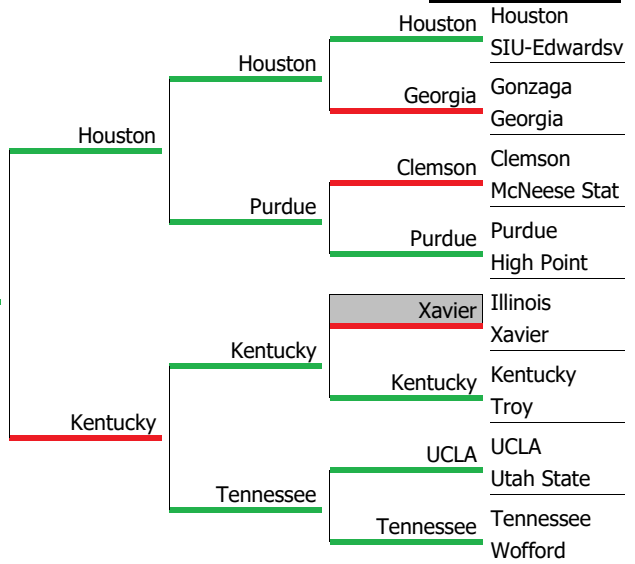 Houston
Houston
SIU-Edwardsv
Houston
Georgia
Gonzaga
Georgia
Houston
Clemson
Clemson
McNeese Stat
Purdue
Purdue
Purdue
High Point
Xavier
Illinois
Xavier
Kentucky
Kentucky
Kentucky
Troy
Kentucky
UCLA
UCLA
Utah State
Tennessee
Tennessee
Tennessee
Wofford